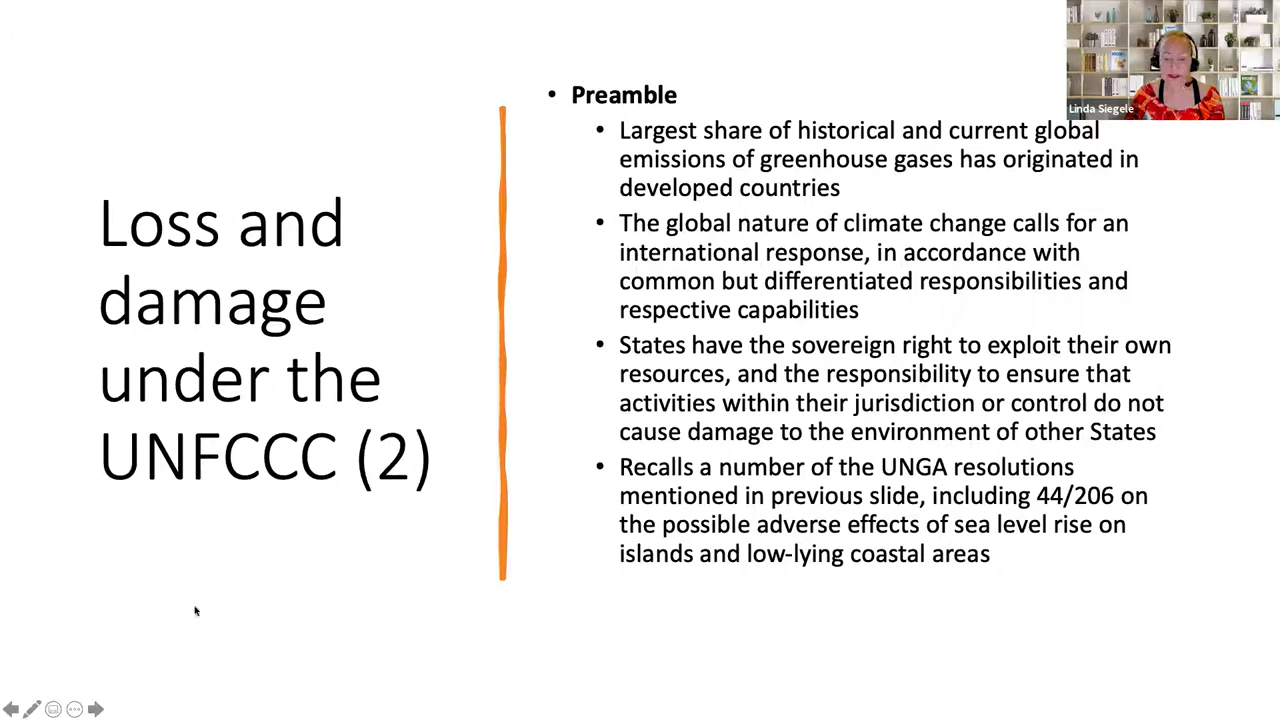 Loss and
damage
under the
UNFCCC (2)
• Preamble
• Largest share of historical and current global
emissions of greenhouse gases has originated in
developed countries
• The global nature of climate change calls for an
international response, in accordance with
common but differentiated responsibilities and
respective capabilities
• States have the sovereign right to exploit their own
resources, and the responsibility to ensure that
activities within their jurisdiction or control do not
cause damage to the environment of other States
• Recalls a number of the UNGA resolutions
mentioned in previous slide, including 44/206 on
the possible adverse effects of sea level rise on
islands and low-lying coastal areas
Linda Siegele